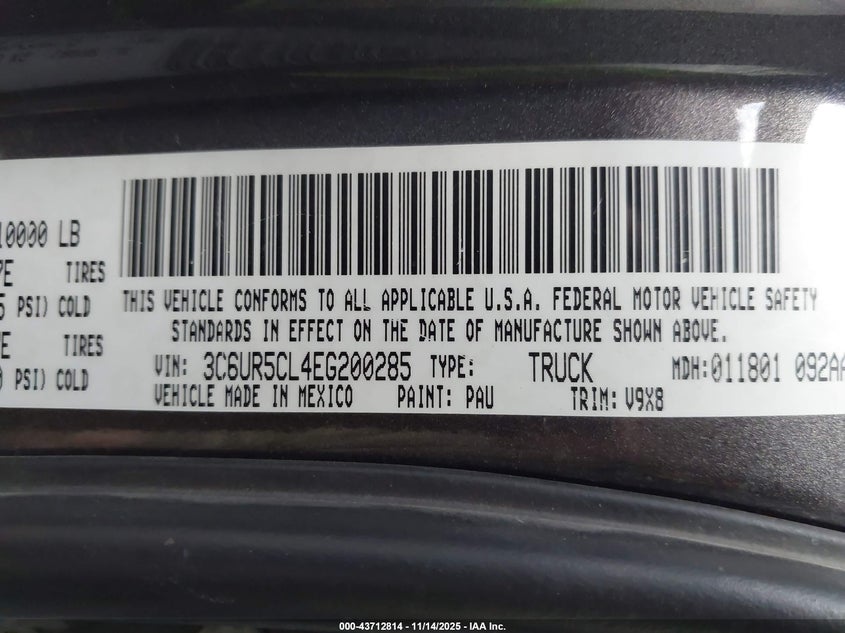 10000 LB
TIRES
PSI) COLD
TIRES
PSI) COLD
THIS VEHICLE CONFORMS TO ALL APPLICABLE U.S.A. FEDERAL MOTOR VEHICLE SAFETY
STANDARDS IN EFFECT ON THE DATE OF MANUFACTURE SHOWN ABOVE.
VIN: 3C6UR5CL4EG200285 TYPE: TRUCK MDH:011801 092AA
VEHICLE MADE IN MEXICO PAINT: PAU TRIM: V9X8
000-43712814 - 11/14/2025 - IAA Inc.